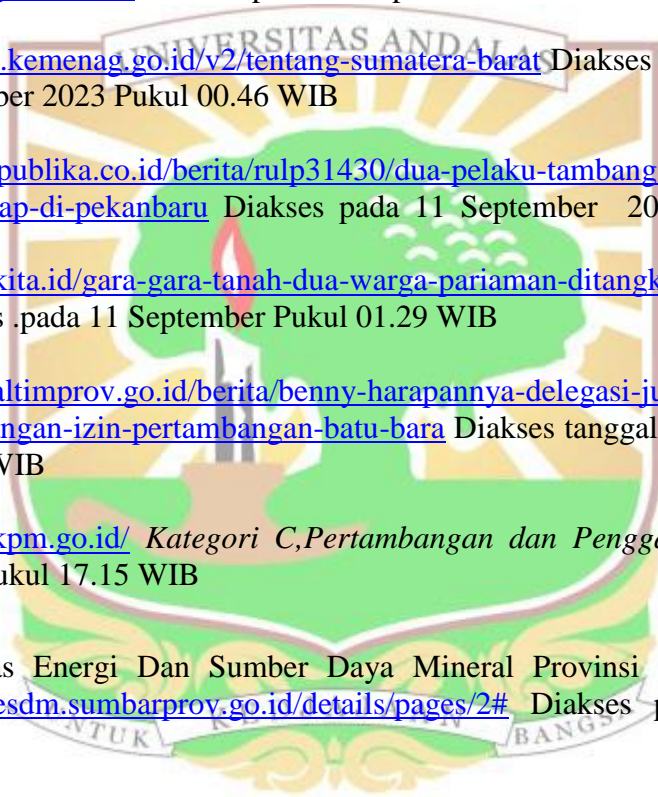 UNIVERSITAS ANDALAS
.kemenag.go.id/v2/tentang-sumatera-barat Diakses
ber 2023 Pukul 00.46 WIB
publika.co.id/berita/rulp31430/dua-pelaku-tambang
ap-di-pekanbaru Diakses pada 11 September 20
kita.id/gara-gara-tanah-dua-warga-pariaman-ditangk
s .pada 11 September Pukul 01.29 WIB
altimprov.go.id/berita/benny-harapannya-delegasi-ju
ngan-izin-pertambangan-batu-bara Diakses tanggal
WIB
kpm.go.id/ Kategori C,Pertambangan dan Pengga
ukul 17.15 WIB
as Energi Dan Sumber Daya Mineral Provinsi
esdm.sumbarprov.go.id/details/pages/2# Diakses p
UNTUK BANGSA